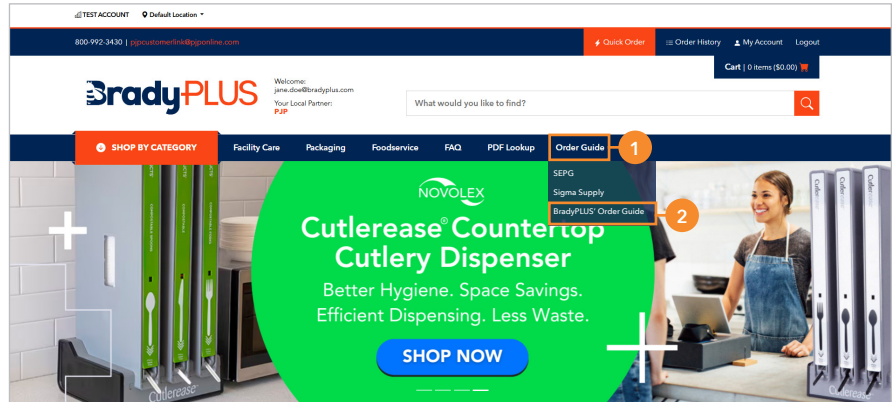 TEST ACCOUNT Default Location
800-992-3430 | pjpcustomerlink@pjponline.com Quick Order Order History My Account Logout
Cart | 0 items ($0.00)
BradyPLUS
Welcome:
jane.doe@bradyplus.com
Your Local Partner:
PJP
What would you like to find?
SHOP BY CATEGORY Facility Care Packaging Foodservice FAQ PDF Lookup Order Guide 1
SEPG
Sigma Supply
BradyPLUS' Order Guide 2
NOVOLEX
Cutlerease® Countertop
Cutlery Dispenser
Better Hygiene. Space Savings.
Efficient Dispensing. Less Waste.
SHOP NOW
Cutlerease
Cutlerease